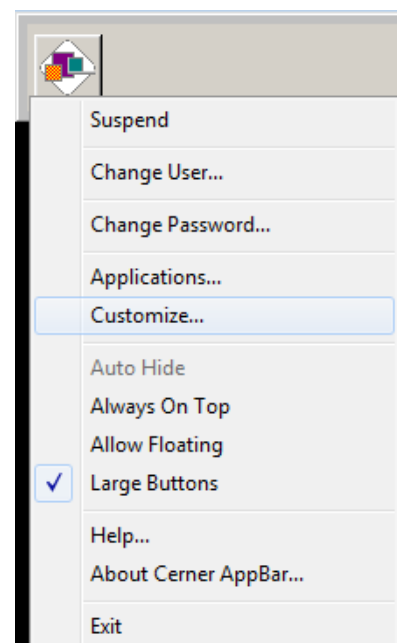 Suspend
Change User...
Change Password...
Applications...
Customize...
Auto Hide
Always On Top
Allow Floating
Large Buttons
Help...
About Cerner AppBar...
Exit